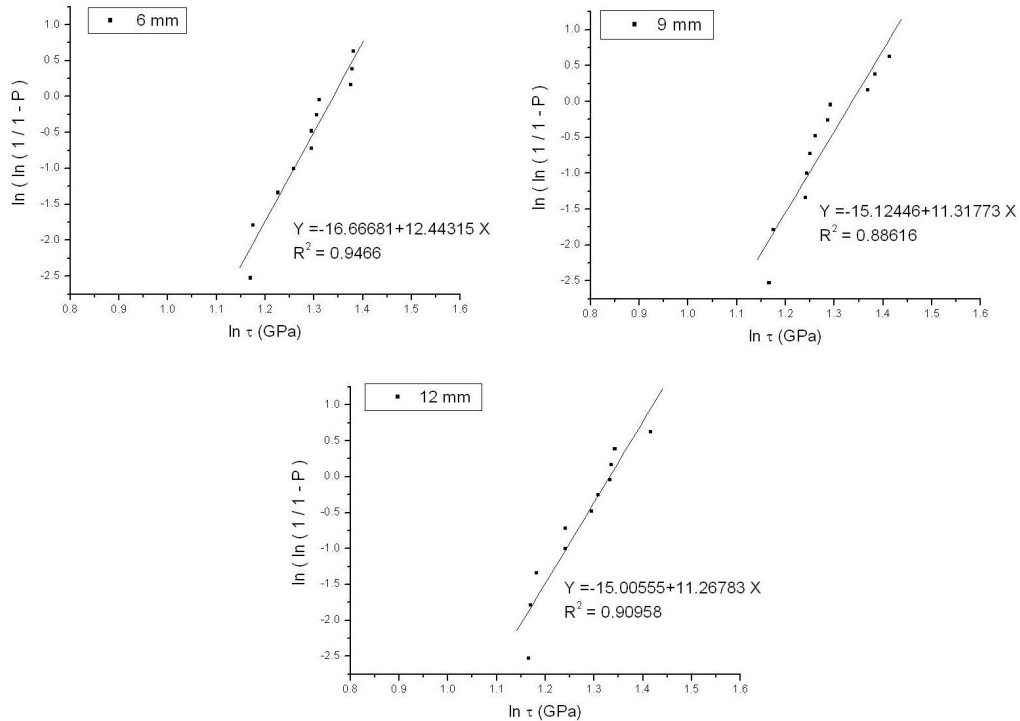 6 mm
1.0
0.5
0.0
-0.5
-1.0
-1.5
-2.0
-2.5
ln ( ln ( 1 / 1 - P )
Y =-16.66681+12.44315 X
R² = 0.9466
0.8 0.9 1.0 1.1 1.2 1.3 1.4 1.5 1.6
ln τ (GPa)
9 mm
1.0
0.5
0.0
-0.5
-1.0
-1.5
-2.0
-2.5
ln ( ln ( 1 / 1 - P )
Y =-15.12446+11.31773 X
R² = 0.88616
0.8 0.9 1.0 1.1 1.2 1.3 1.4 1.5 1.6
ln τ (GPa)
12 mm
1.0
0.5
0.0
-0.5
-1.0
-1.5
-2.0
-2.5
ln ( ln ( 1 / 1 - P )
Y =-15.00555+11.26783 X
R² = 0.90958
0.8 0.9 1.0 1.1 1.2 1.3 1.4 1.5 1.6
ln τ (GPa)